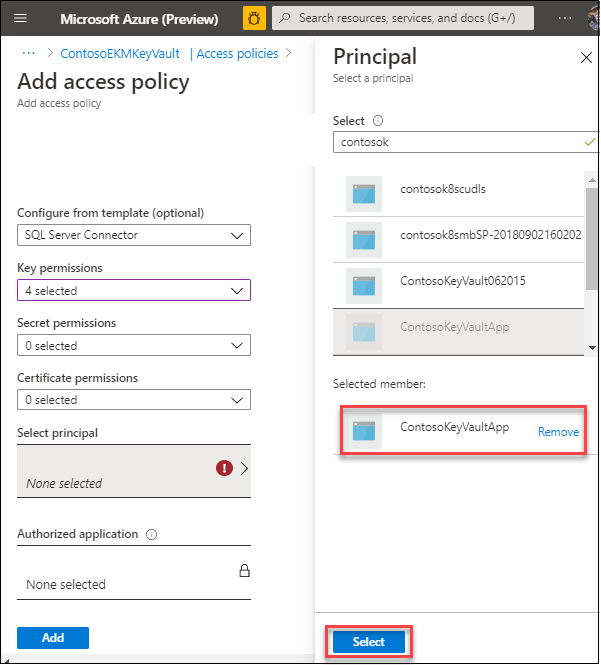 Microsoft Azure (Preview)
Search resources, services, and docs (G+/)
...
... > ContosoEKMKeyVault | Access policies >
Add access policy
Add access policy
Configure from template (optional)
SQL Server Connector
Key permissions
4 selected
Secret permissions
0 selected
Certificate permissions
0 selected
Select principal
!
None selected
Authorized application
None selected
Add
Principal
Select a principal
Select
contosok
contosok8scudls
contosok8smbSP-20180902160202
ContosoKeyVault062015
ContosoKeyVaultApp
Selected member:
ContosoKeyVaultApp
Remove
Select